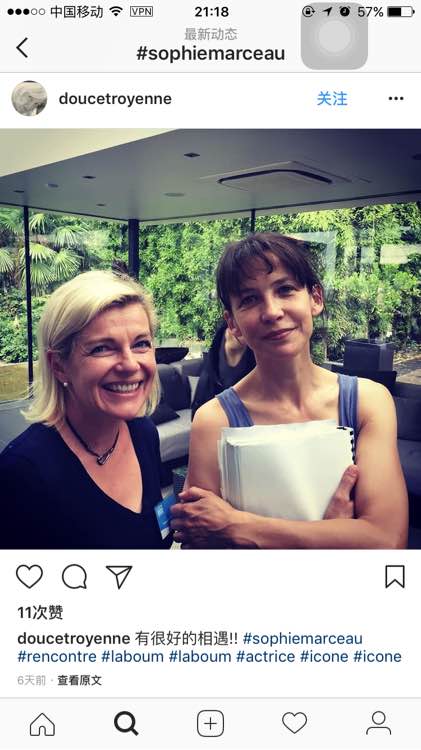 中国移动 VPN 21:18 57%
最新动态
#sophiemarceau
doucetroyenne 关注
11次赞
doucetroyenne 有很好的相遇!! #sophiemarceau
#rencontre #laboum #laboum #actrice #icone #icone
6天前 · 查看原文